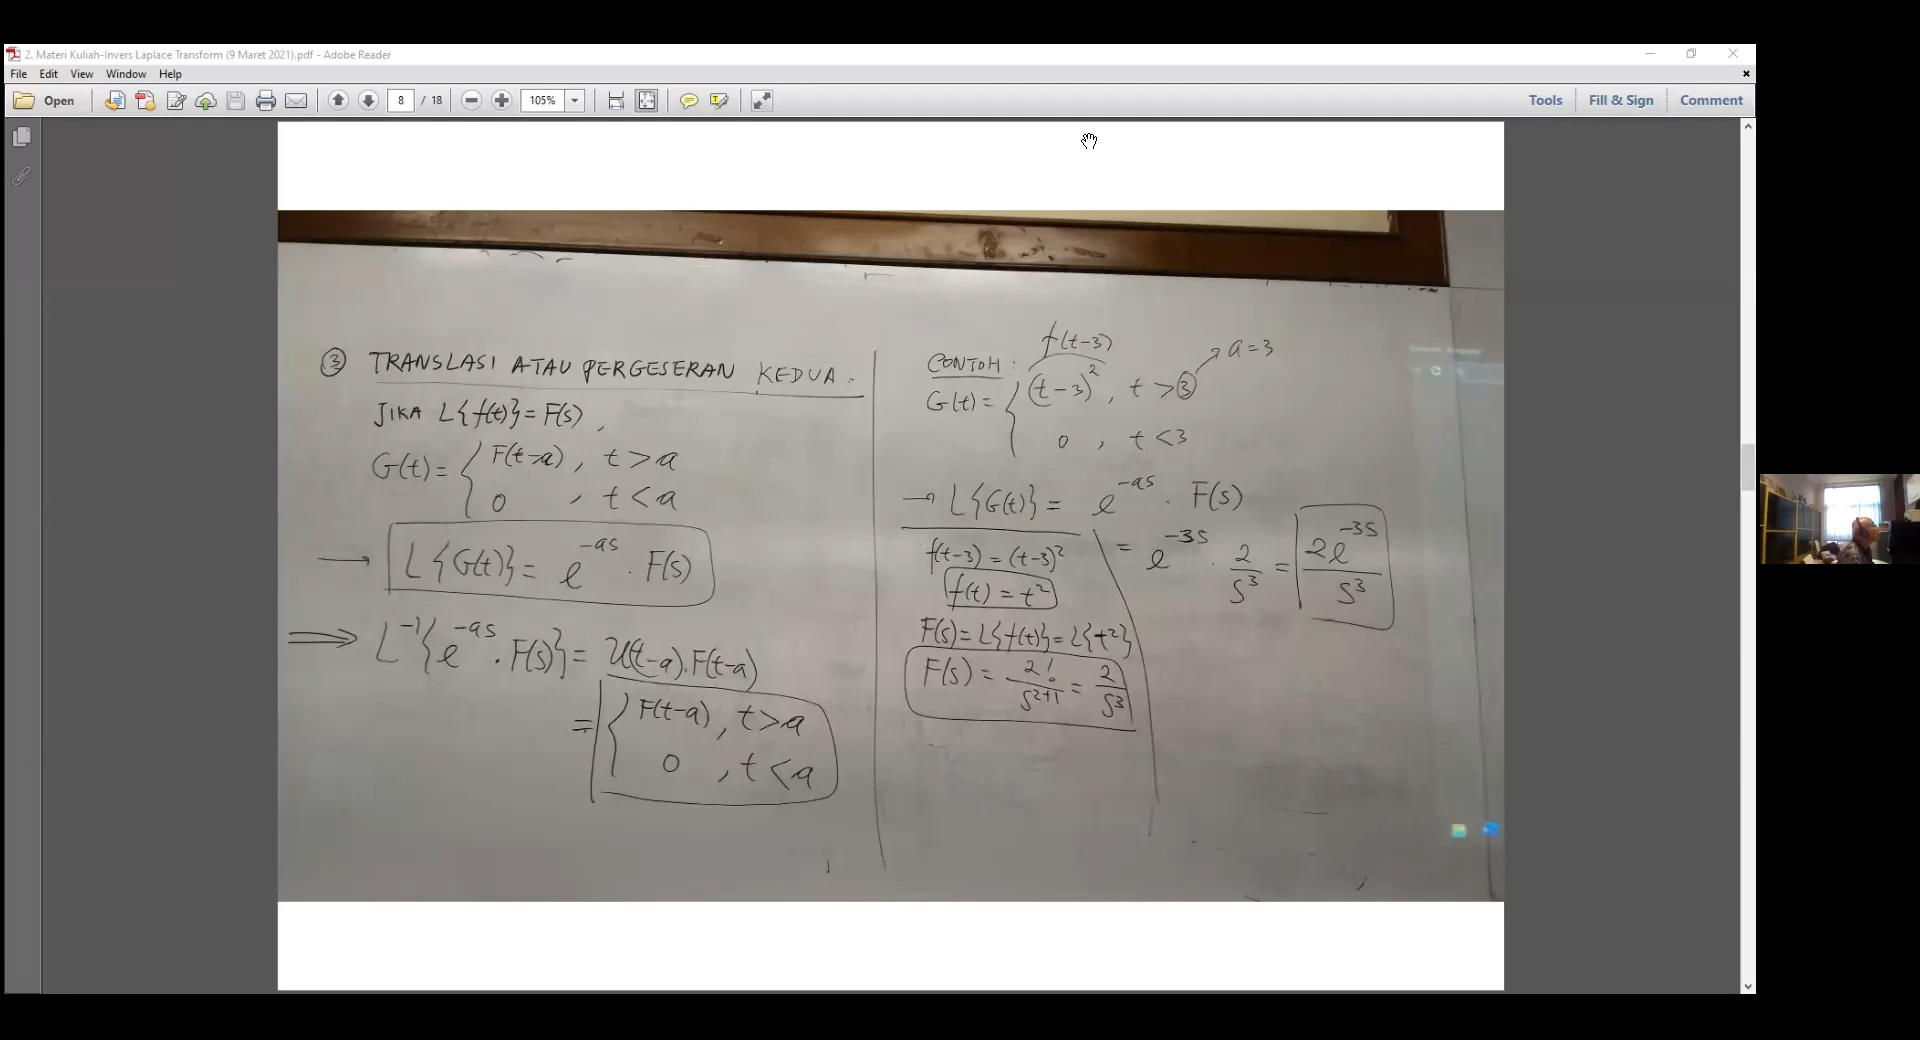 2. Materi Kuliah-Invers Laplace Transform (9 Maret 2021).pdf - Adobe Reader
File Edit View Window Help
Open 8 / 18 105% Tools Fill & Sign Comment
③ TRANSLASI ATAU PERGESERAN KEDUA.
JIKA L{f(t)} = F(s),
G(t) = { F(t-a), t > a
0 , t < a
→ L{G(t)} = e^-as . F(s)
⇒ L^-1{e^-as . F(s)} = U(t-a).F(t-a)
= { F(t-a), t > a
0 , t < a
f(t-3)
CONTOH : a = 3
G(t) = { (t-3)^2, t > 3
0 , t < 3
→ L{G(t)} = e^-as . F(s)
= e^-3s . 2/s^3 = 2e^-3s/s^3
f(t-3) = (t-3)^2
f(t) = t^2
F(s) = L{f(t)} = L{t^2}
F(s) = 2!/s^2+1 = 2/s^3